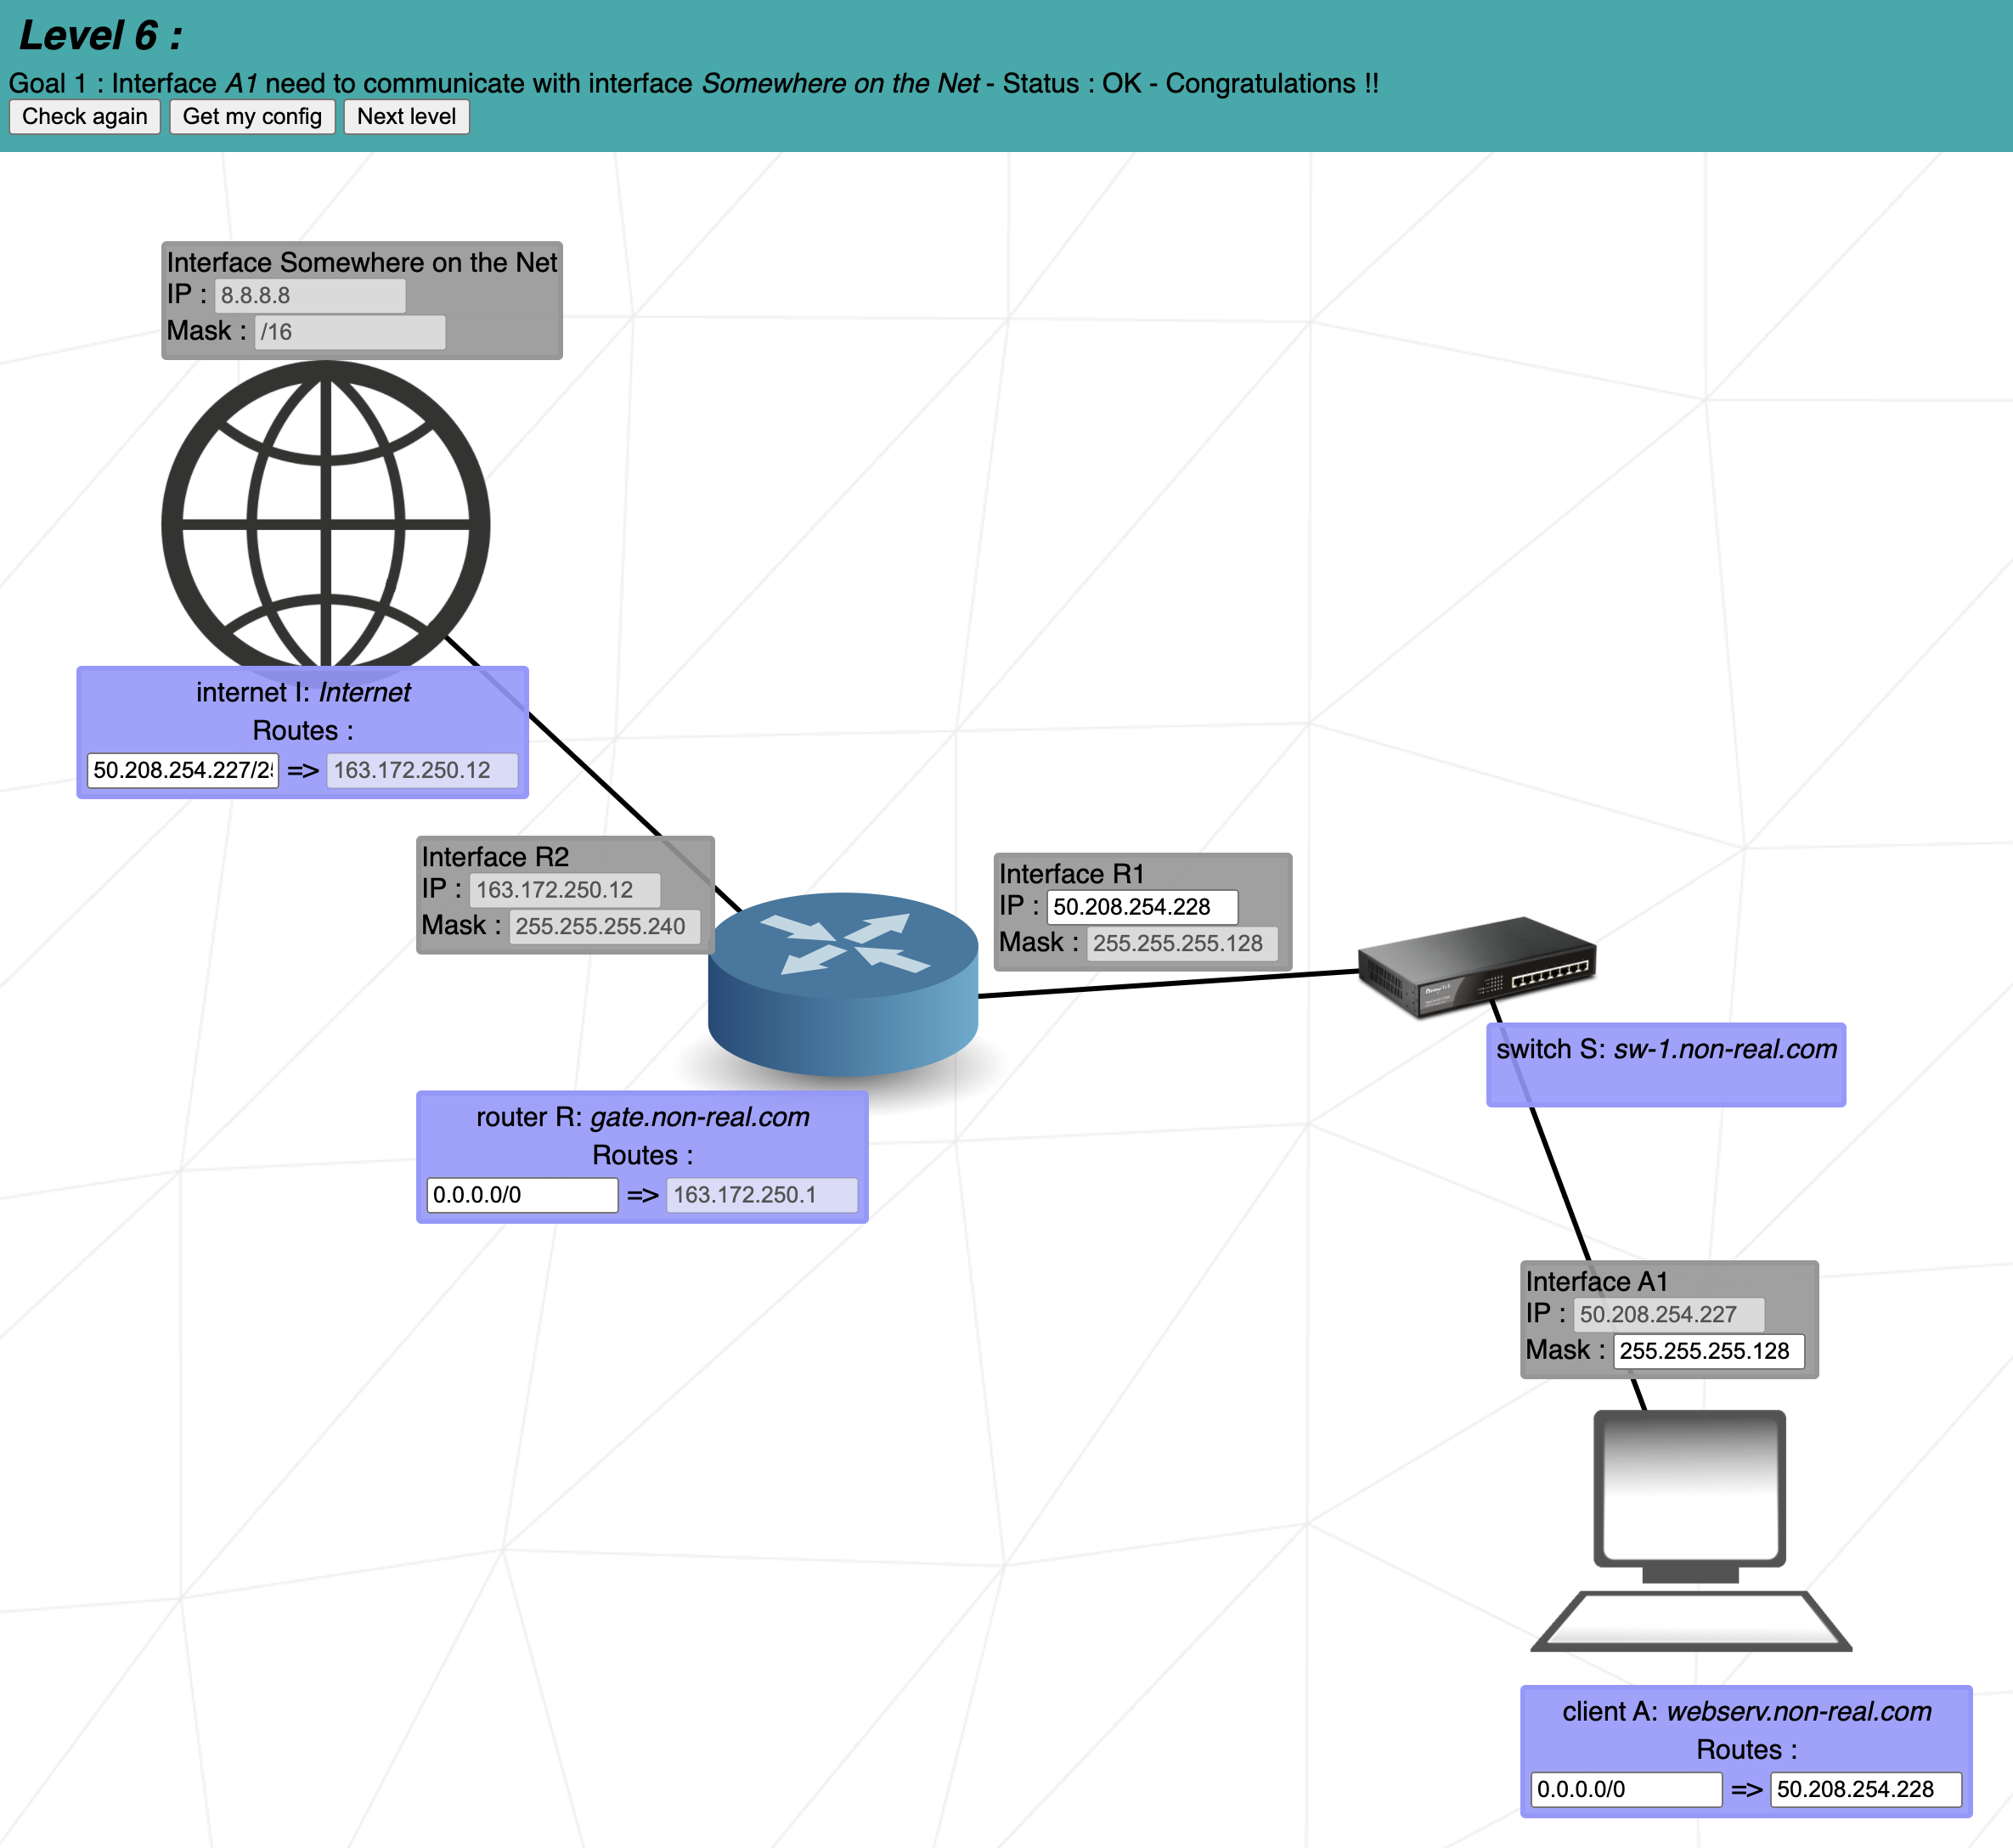 Level 6 :
Goal 1 : Interface A1 need to communicate with interface Somewhere on the Net - Status : OK - Congratulations !!
Check again Get my config Next level
Interface Somewhere on the Net
IP : 8.8.8.8
Mask : /16
internet I: Internet
Routes :
50.208.254.227/2 => 163.172.250.12
Interface R2
IP : 163.172.250.12
Mask : 255.255.255.240
Interface R1
IP : 50.208.254.228
Mask : 255.255.255.128
switch S: sw-1.non-real.com
router R: gate.non-real.com
Routes :
0.0.0.0/0 => 163.172.250.1
Interface A1
IP : 50.208.254.227
Mask : 255.255.255.128
client A: webserv.non-real.com
Routes :
0.0.0.0/0 => 50.208.254.228